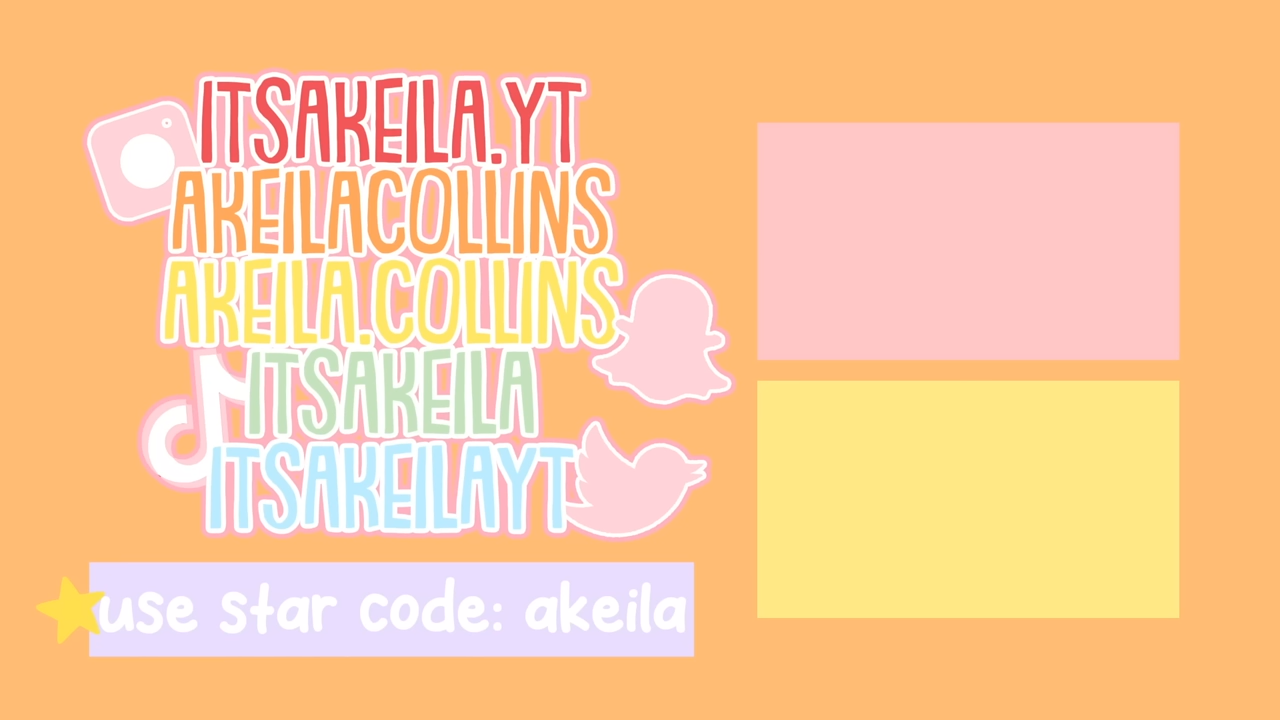 ITSAKEILA.YT
AKEILACOLLINS
AKEILA.COLLINS
ITSAKEILA
ITSAKEILAYT
use star code: akeila